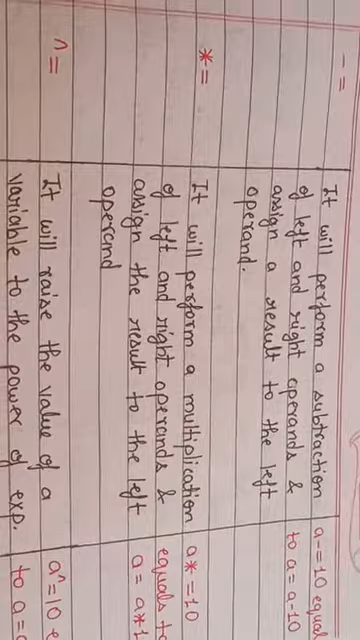 -=
It will perform a subtraction
of left and right operands &
assign a result to the left
operand.
a-=10 equal
to a = a-10
*=
It will perform a multiplication
of left and right operands &
assign the result to the left
operand
a*=10
equals to
a = a*1
^=
It will raise the value of a
variable to the power of exp.
a^=10 e
to a=a